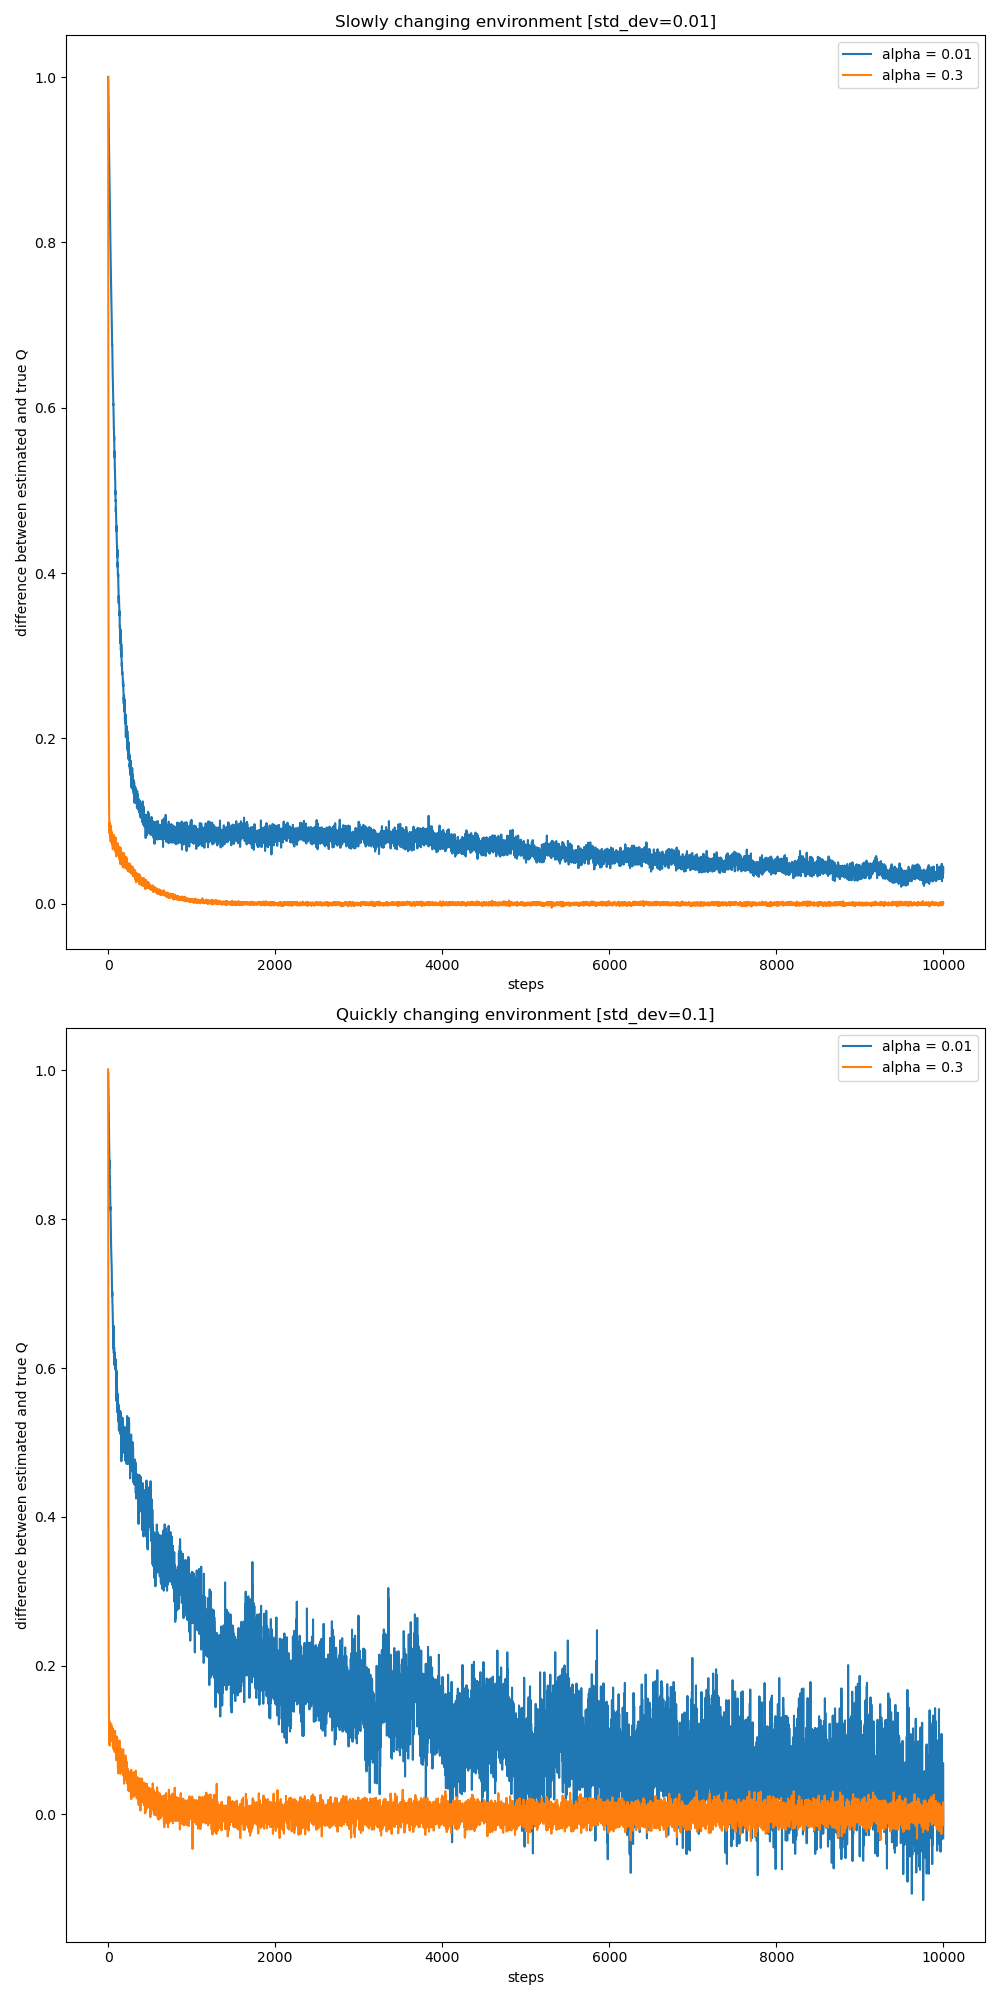 Slowly changing environment [std_dev=0.01]
alpha = 0.01
alpha = 0.3
1.0
0.8
0.6
0.4
0.2
0.0
difference between estimated and true Q
0 2000 4000 6000 8000 10000
steps
Quickly changing environment [std_dev=0.1]
alpha = 0.01
alpha = 0.3
1.0
0.8
0.6
0.4
0.2
0.0
difference between estimated and true Q
0 2000 4000 6000 8000 10000
steps